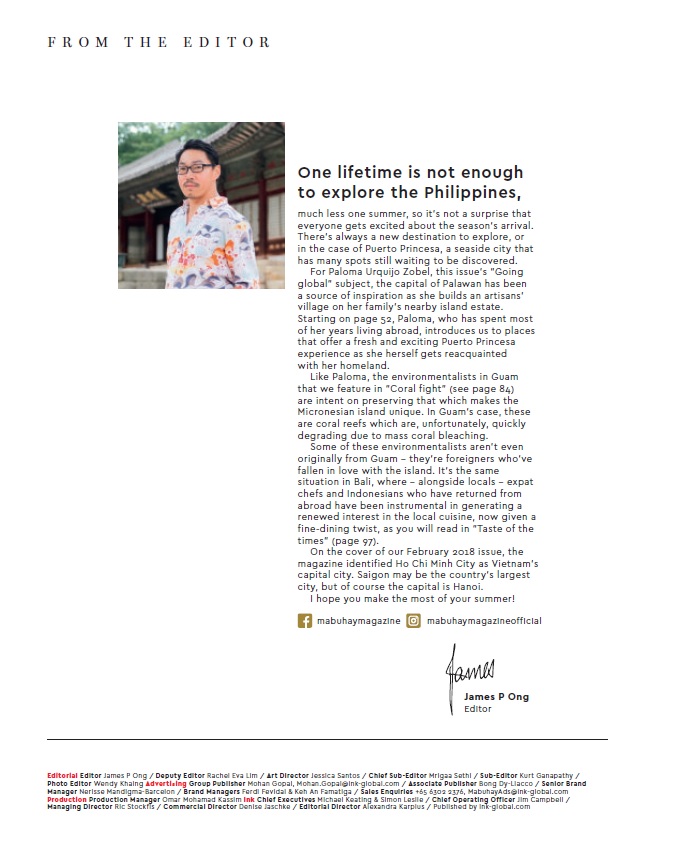 FROM THE EDITOR
One lifetime is not enough
to explore the Philippines,
much less one summer, so it's not a surprise that
everyone gets excited about the season's arrival.
There's always a new destination to explore, or
in the case of Puerto Princesa, a seaside city that
has many spots still waiting to be discovered.
For Paloma Urquijo Zobel, this issue's "Going
global" subject, the capital of Palawan has been
a source of inspiration as she builds an artisans'
village on her family's nearby island estate.
Starting on page 52, Paloma, who has spent most
of her years living abroad, introduces us to places
that offer a fresh and exciting Puerto Princesa
experience as she herself gets reacquainted
with her homeland.
Like Paloma, the environmentalists in Guam
that we feature in "Coral fight" (see page 84)
are intent on preserving that which makes the
Micronesian island unique. In Guam's case, these
are coral reefs which are, unfortunately, quickly
degrading due to mass coral bleaching.
Some of these environmentalists aren't even
originally from Guam – they're foreigners who've
fallen in love with the island. It's the same
situation in Bali, where – alongside locals – expat
chefs and Indonesians who have returned from
abroad have been instrumental in generating a
renewed interest in the local cuisine, now given a
fine-dining twist, as you will read in "Taste of the
times" (page 97).
On the cover of our February 2018 issue, the
magazine identified Ho Chi Minh City as Vietnam's
capital city. Saigon may be the country's largest
city, but of course the capital is Hanoi.
I hope you make the most of your summer!
mabuhaymagazine mabuhaymagazineofficial
James
James P Ong
Editor
Editorial Editor James P Ong / Deputy Editor Rachel Eva Lim / Art Director Jessica Santos / Chief Sub-Editor Mrigaa Sethi / Sub-Editor Kurt Ganapathy /
Photo Editor Wendy Khaing Advertising Group Publisher Mohan Gopal, Mohan.Gopal@ink-global.com / Associate Publisher Bong Dy-Liacco / Senior Brand
Manager Nerisse Mandigma-Barcelon / Brand Managers Ferdi Fevidal & Keh An Famatiga / Sales Enquiries +65 6302 2376, MabuhayAds@ink-global.com
Production Production Manager Omar Mohamad Kassim Ink Chief Executives Michael Keating & Simon Leslie / Chief Operating Officer Jim Campbell /
Managing Director Ric Stockfis / Commercial Director Denise Jaschke / Editorial Director Alexandra Karplus / Published by ink-global.com